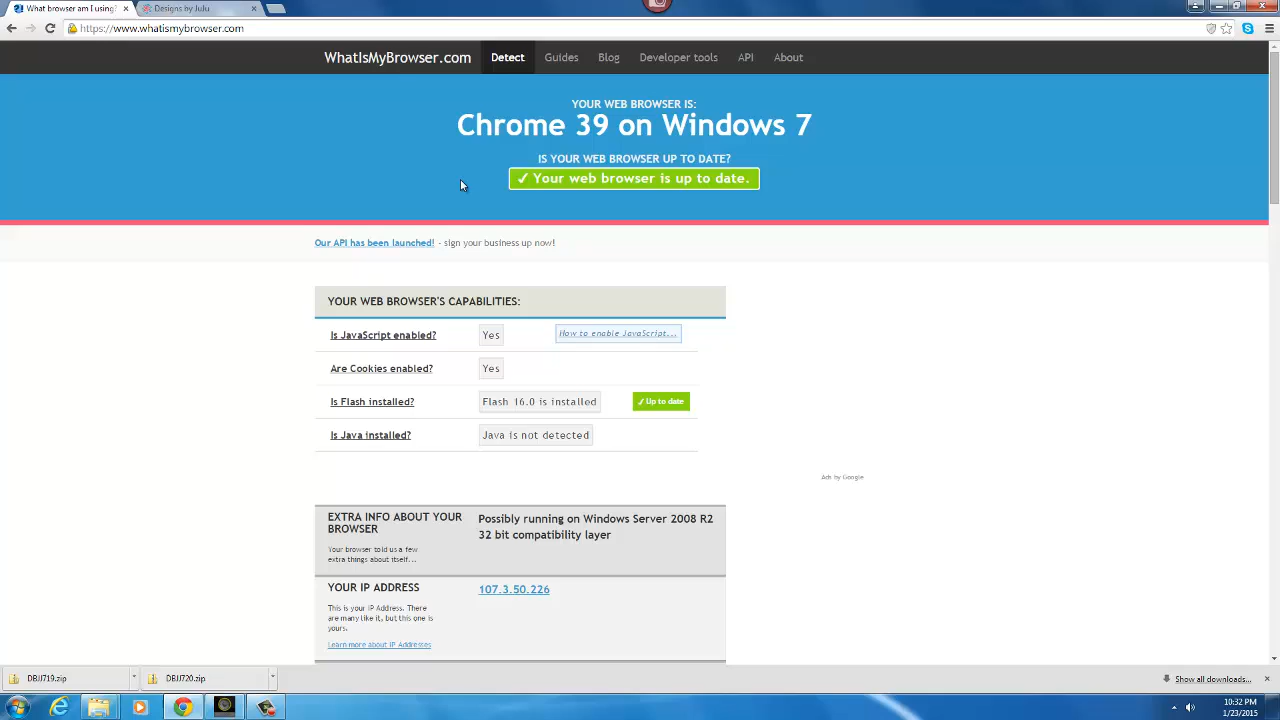 What browser am I using?
Designs by Julu
https://www.whatismybrowser.com
WhatIsMyBrowser.com
Detect
Guides
Blog
Developer tools
API
About
YOUR WEB BROWSER IS:
Chrome 39 on Windows 7
IS YOUR WEB BROWSER UP TO DATE?
✓ Your web browser is up to date.
Our API has been launched! - sign your business up now!
YOUR WEB BROWSER'S CAPABILITIES:
Is JavaScript enabled?
Yes
How to enable JavaScript...
Are Cookies enabled?
Yes
Is Flash installed?
Flash 16.0 is installed
✓ Up to date
Is Java installed?
Java is not detected
Ads by Google
EXTRA INFO ABOUT YOUR
BROWSER
Your browser told us a few
extra things about itself...
Possibly running on Windows Server 2008 R2
32 bit compatibility layer
YOUR IP ADDRESS
This is your IP Address. There
are many like it, but this one is
yours.
Learn more about IP Addresses
107.3.50.226
DBJJ719.zip
DBJJ720.zip
Show all downloads...
10:32 PM
1/23/2015